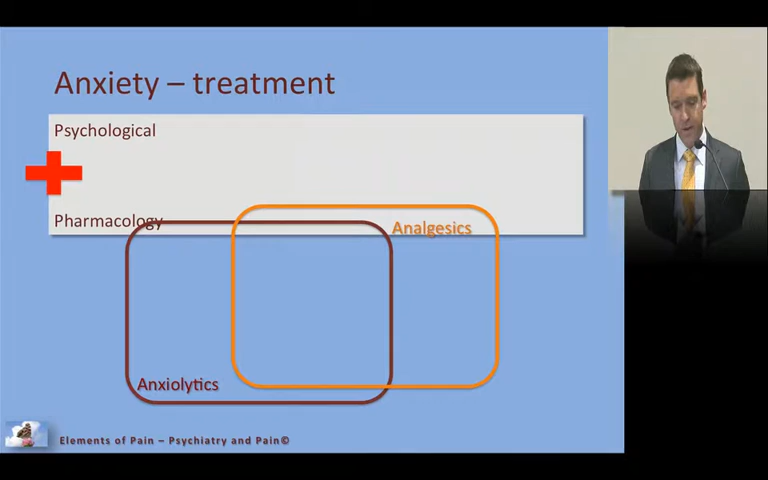 Anxiety – treatment
Psychological
Pharmacology
Analgesics
Anxiolytics
Elements of Pain – Psychiatry and Pain©